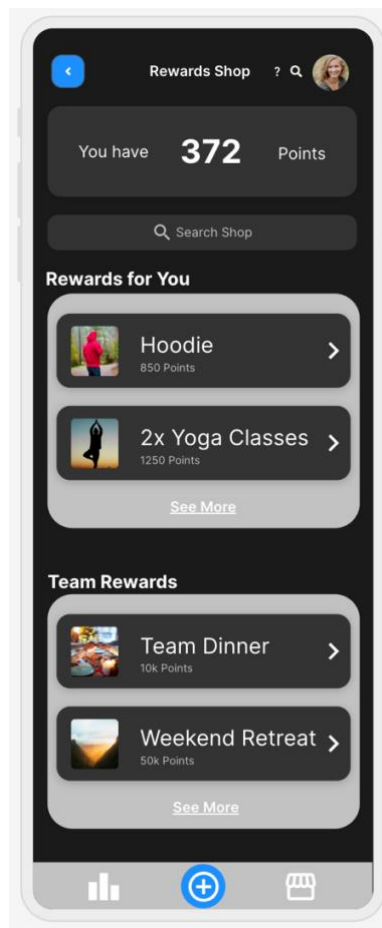 Rewards Shop ?
You have 372 Points
Search Shop
Rewards for You
Hoodie
850 Points
2x Yoga Classes
1250 Points
See More
Team Rewards
Team Dinner
10k Points
Weekend Retreat
50k Points
See More